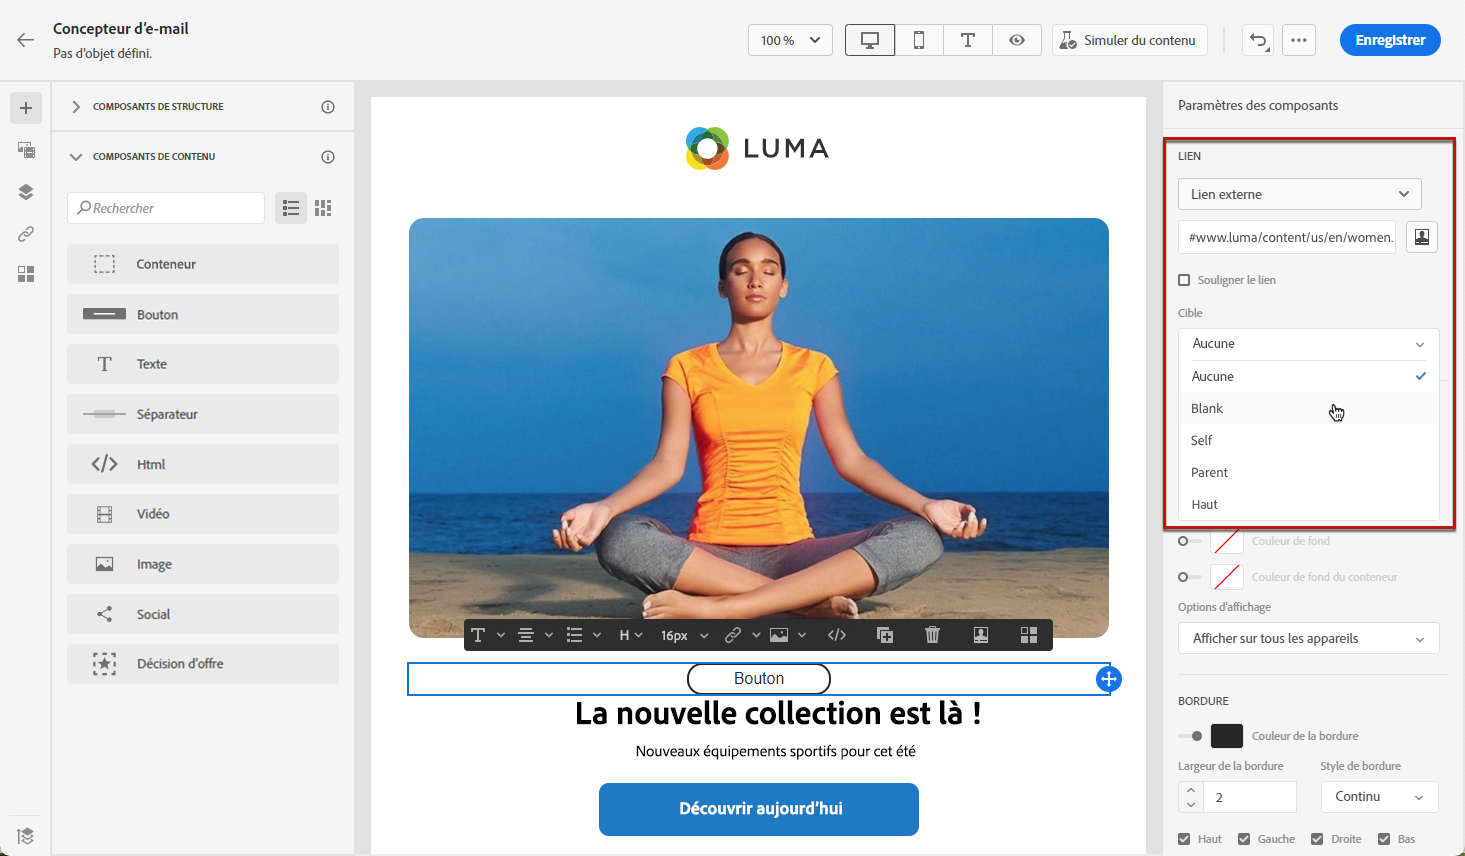 Concepteur d'e-mail
Pas d'objet défini.
100 %
Simuler du contenu
Enregistrer
COMPOSANTS DE STRUCTURE
COMPOSANTS DE CONTENU
Rechercher
Conteneur
Bouton
Texte
Séparateur
Html
Vidéo
Image
Social
Décision d'offre
LUMA
H
16px
Bouton
La nouvelle collection est là !
Nouveaux équipements sportifs pour cet été
Découvrir aujourd'hui
Paramètres des composants
LIEN
Lien externe
#www.luma/content/us/en/women.
Souligner le lien
Cible
Aucune
Aucune
Blank
Self
Parent
Haut
Couleur de fond
Couleur de fond du conteneur
Options d'affichage
Afficher sur tous les appareils
BORDURE
Couleur de la bordure
Largeur de la bordure Style de bordure
2 Continu
Haut Gauche Droite Bas